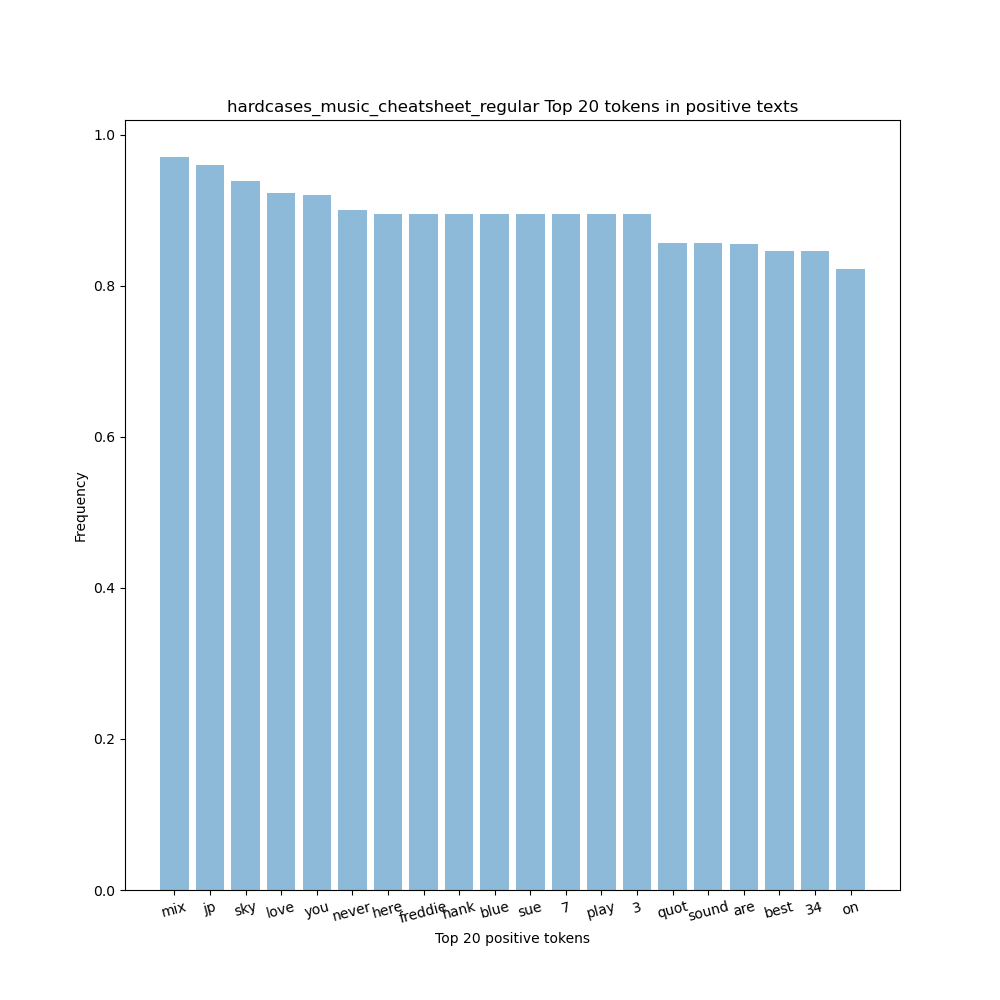 hardcases_music_cheatsheet_regular Top 20 tokens in positive texts
1.0
0.8
0.6
0.4
0.2
0.0
Frequency
mix jp sky love you never here freddie hank blue sue 7 play 3 quot sound are best 34 on
Top 20 positive tokens